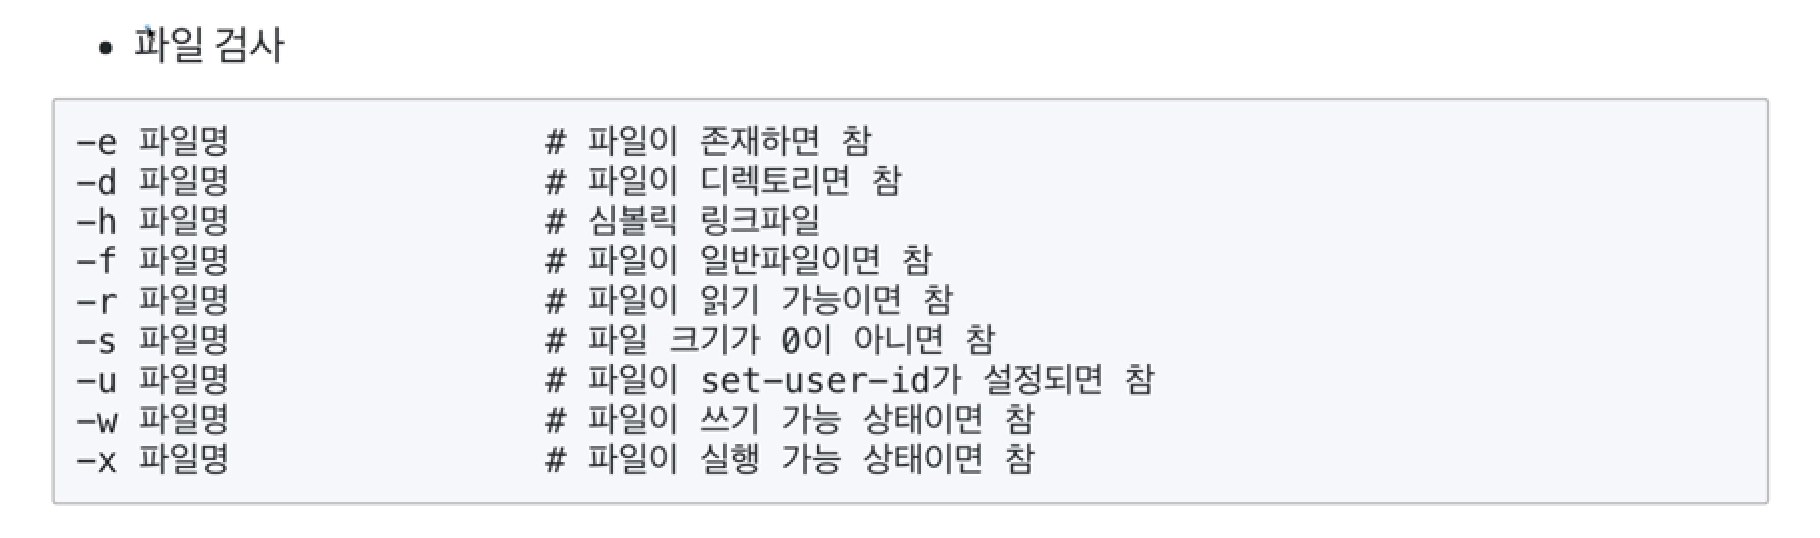 • 파일 검사
-e 파일명 # 파일이 존재하면 참
-d 파일명 # 파일이 디렉토리면 참
-h 파일명 # 심볼릭 링크파일
-f 파일명 # 파일이 일반파일이면 참
-r 파일명 # 파일이 읽기 가능이면 참
-s 파일명 # 파일 크기가 0이 아니면 참
-u 파일명 # 파일이 set-user-id가 설정되면 참
-w 파일명 # 파일이 쓰기 가능 상태이면 참
-x 파일명 # 파일이 실행 가능 상태이면 참